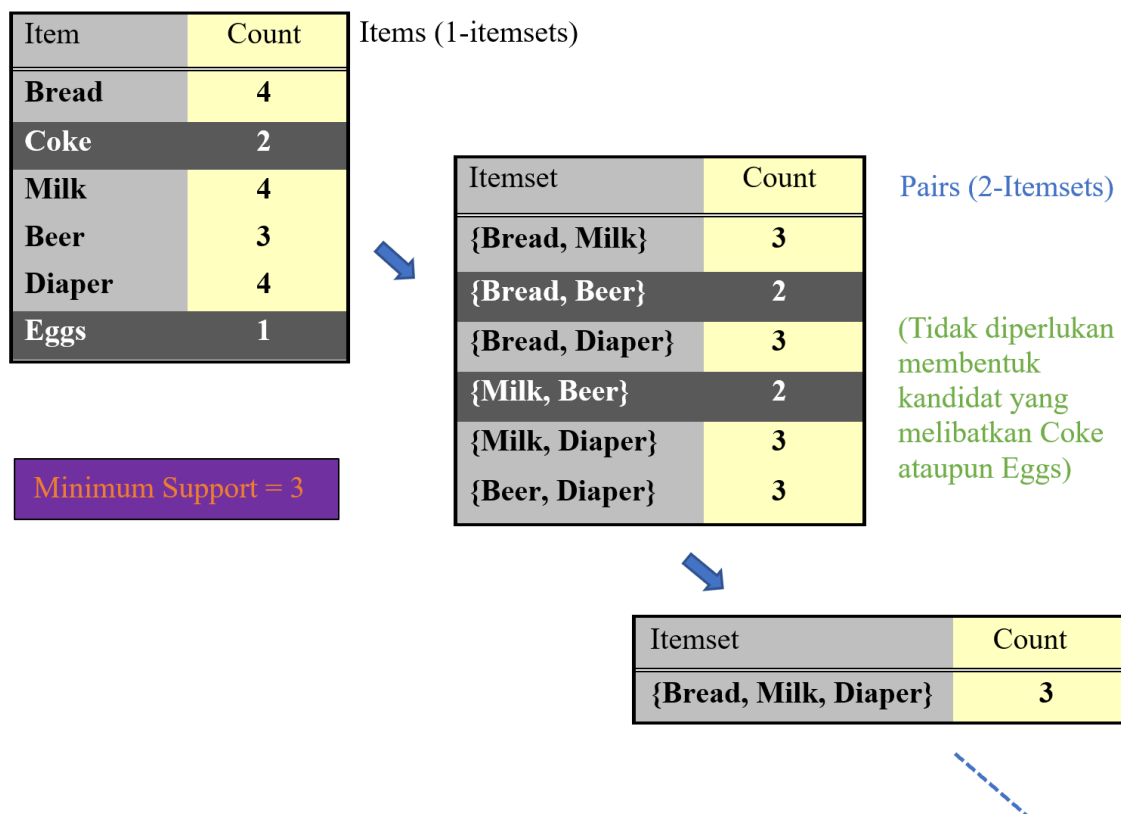 Item Count
Bread 4
Coke 2
Milk 4
Beer 3
Diaper 4
Eggs 1
Items (1-itemsets)
Itemset Count
{Bread, Milk} 3
{Bread, Beer} 2
{Bread, Diaper} 3
{Milk, Beer} 2
{Milk, Diaper} 3
{Beer, Diaper} 3
Pairs (2-Itemsets)
(Tidak diperlukan
membentuk
kandidat yang
melibatkan Coke
ataupun Eggs)
Minimum Support = 3
Itemset Count
{Bread, Milk, Diaper} 3